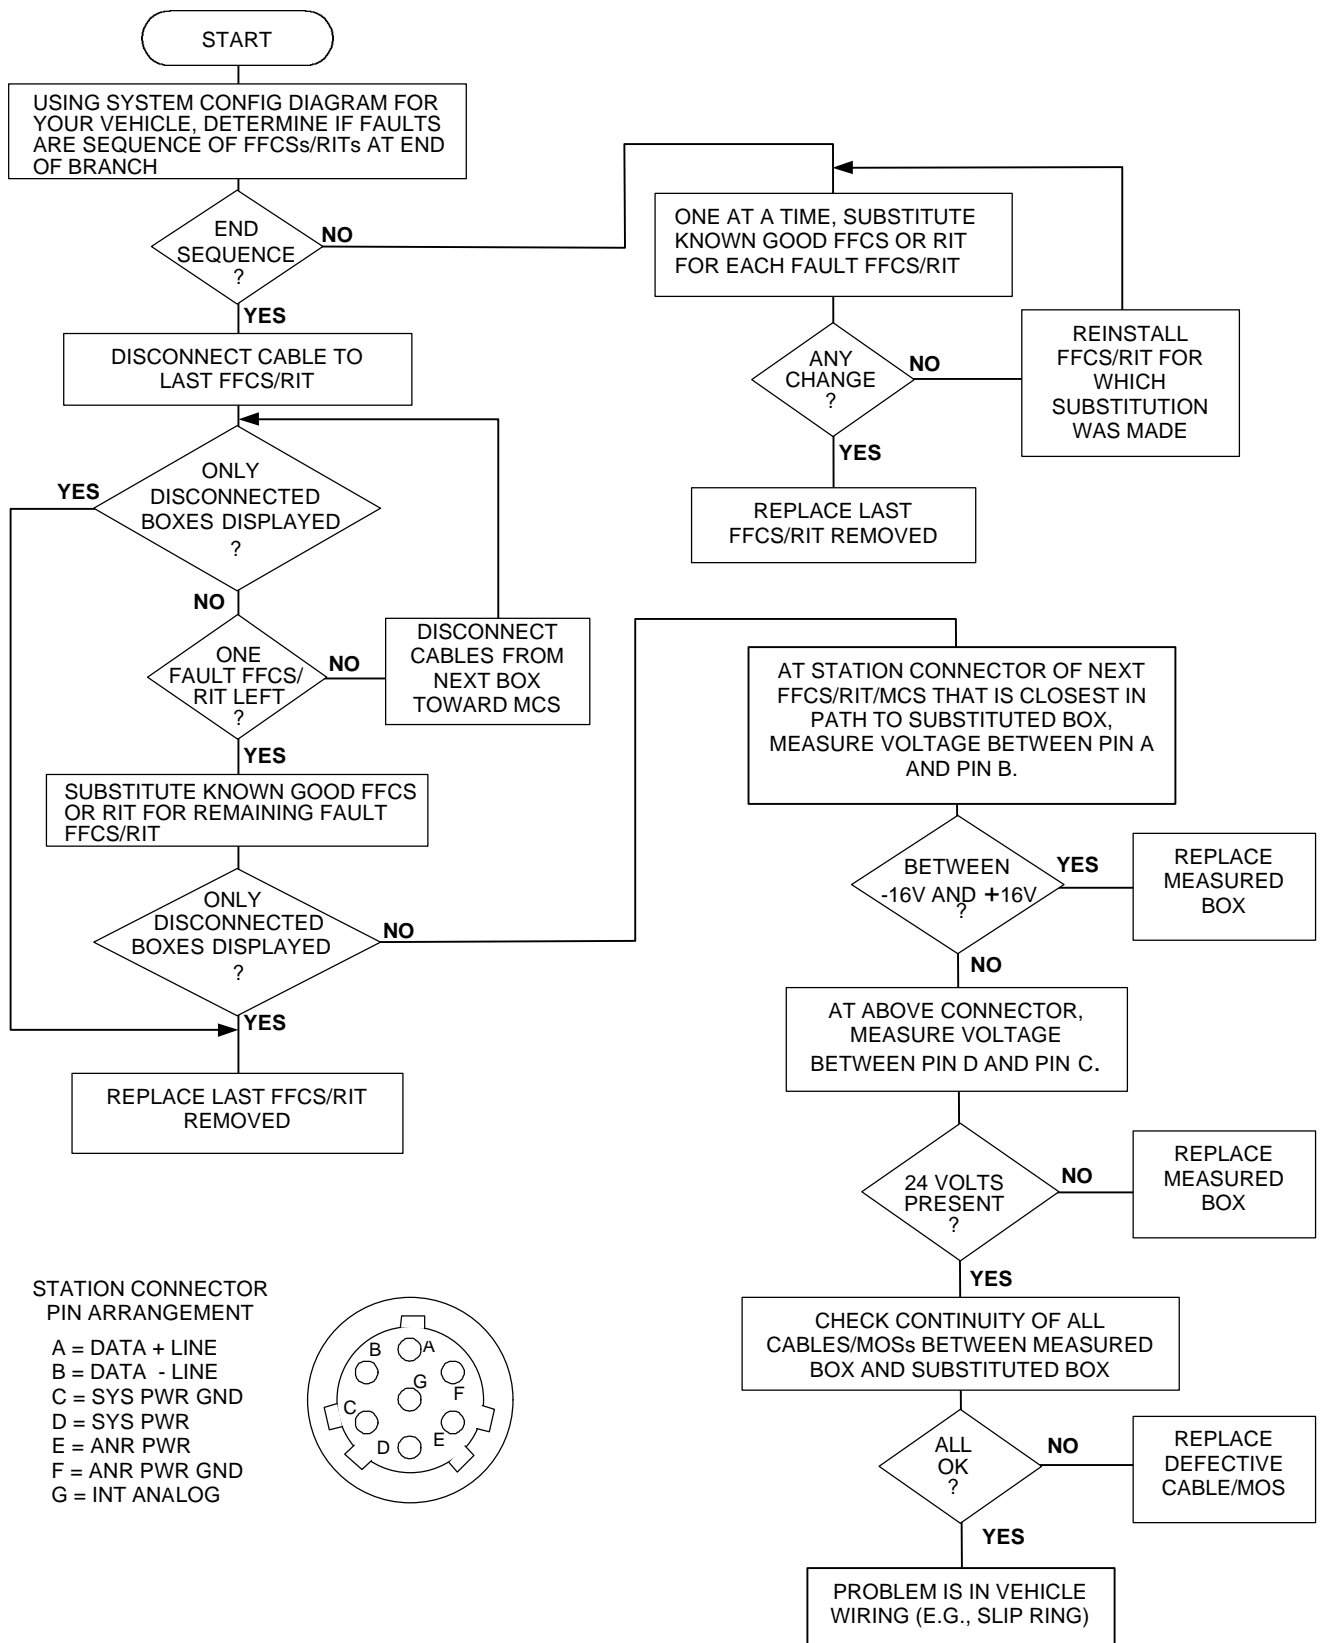 START
USING SYSTEM CONFIG DIAGRAM FOR
YOUR VEHICLE, DETERMINE IF FAULTS
ARE SEQUENCE OF FFCSs/RITs AT END
OF BRANCH
END
SEQUENCE
?
NO
YES
DISCONNECT CABLE TO
LAST FFCS/RIT
ONLY
DISCONNECTED
BOXES DISPLAYED
?
YES
NO
ONE
FAULT FFCS/
RIT LEFT
?
NO
DISCONNECT
CABLES FROM
NEXT BOX
TOWARD MCS
YES
SUBSTITUTE KNOWN GOOD FFCS
OR RIT FOR REMAINING FAULT
FFCS/RIT
ONLY
DISCONNECTED
BOXES DISPLAYED
?
NO
YES
REPLACE LAST FFCS/RIT
REMOVED
ONE AT A TIME, SUBSTITUTE
KNOWN GOOD FFCS OR RIT
FOR EACH FAULT FFCS/RIT
ANY
CHANGE
?
NO
REINSTALL
FFCS/RIT FOR
WHICH
SUBSTITUTION
WAS MADE
YES
REPLACE LAST
FFCS/RIT REMOVED
AT STATION CONNECTOR OF NEXT
FFCS/RIT/MCS THAT IS CLOSEST IN
PATH TO SUBSTITUTED BOX,
MEASURE VOLTAGE BETWEEN PIN A
AND PIN B.
BETWEEN
-16V AND +16V
?
YES
REPLACE
MEASURED
BOX
NO
AT ABOVE CONNECTOR,
MEASURE VOLTAGE
BETWEEN PIN D AND PIN C.
24 VOLTS
PRESENT
?
NO
REPLACE
MEASURED
BOX
YES
CHECK CONTINUITY OF ALL
CABLES/MOSs BETWEEN MEASURED
BOX AND SUBSTITUTED BOX
ALL
OK
?
NO
REPLACE
DEFECTIVE
CABLE/MOS
YES
PROBLEM IS IN VEHICLE
WIRING (E.G., SLIP RING)
STATION CONNECTOR
PIN ARRANGEMENT
A = DATA + LINE
B = DATA - LINE
C = SYS PWR GND
D = SYS PWR
E = ANR PWR
F = ANR PWR GND
G = INT ANALOG
B
A
G
F
C
D
E